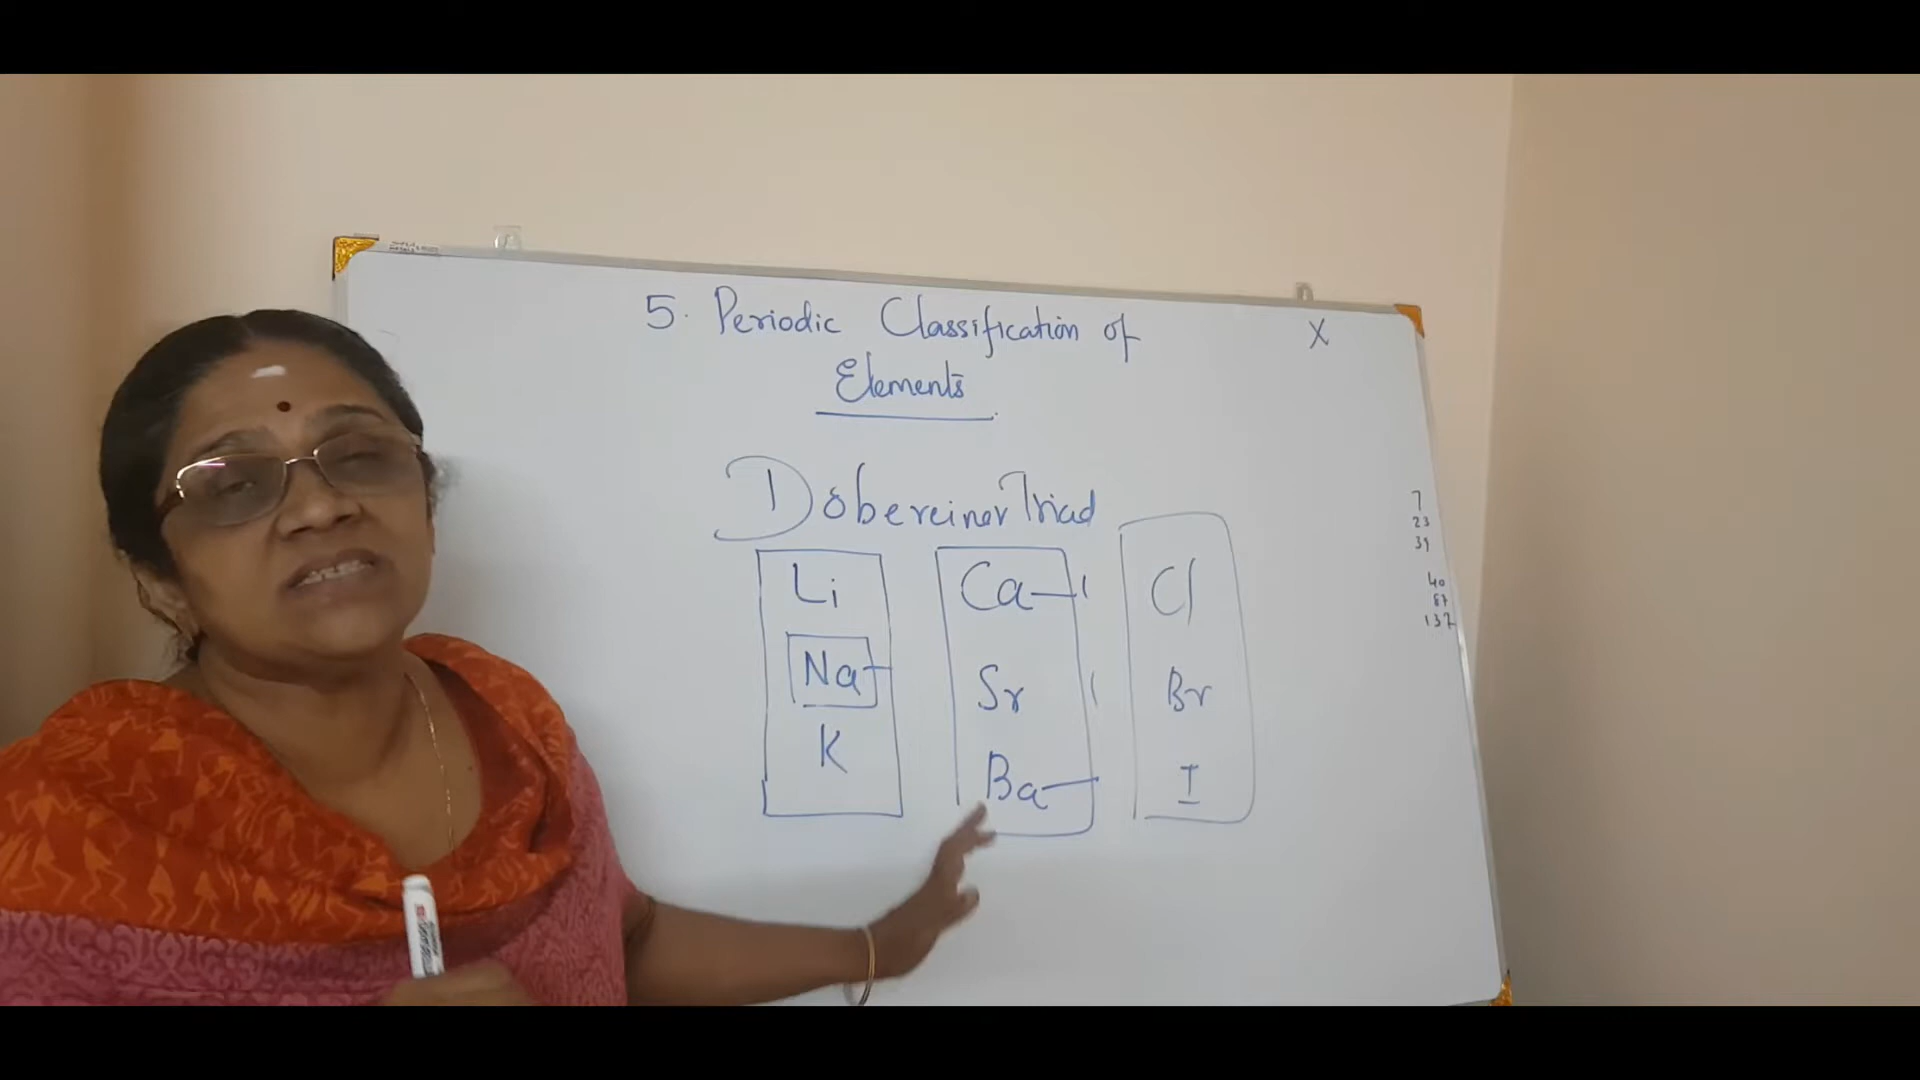 5. Periodic Classification of
Elements
X
Dobereiner Triad
Li Ca Cl
Na Sr Br
K Ba I
7
23
39
40
87
137